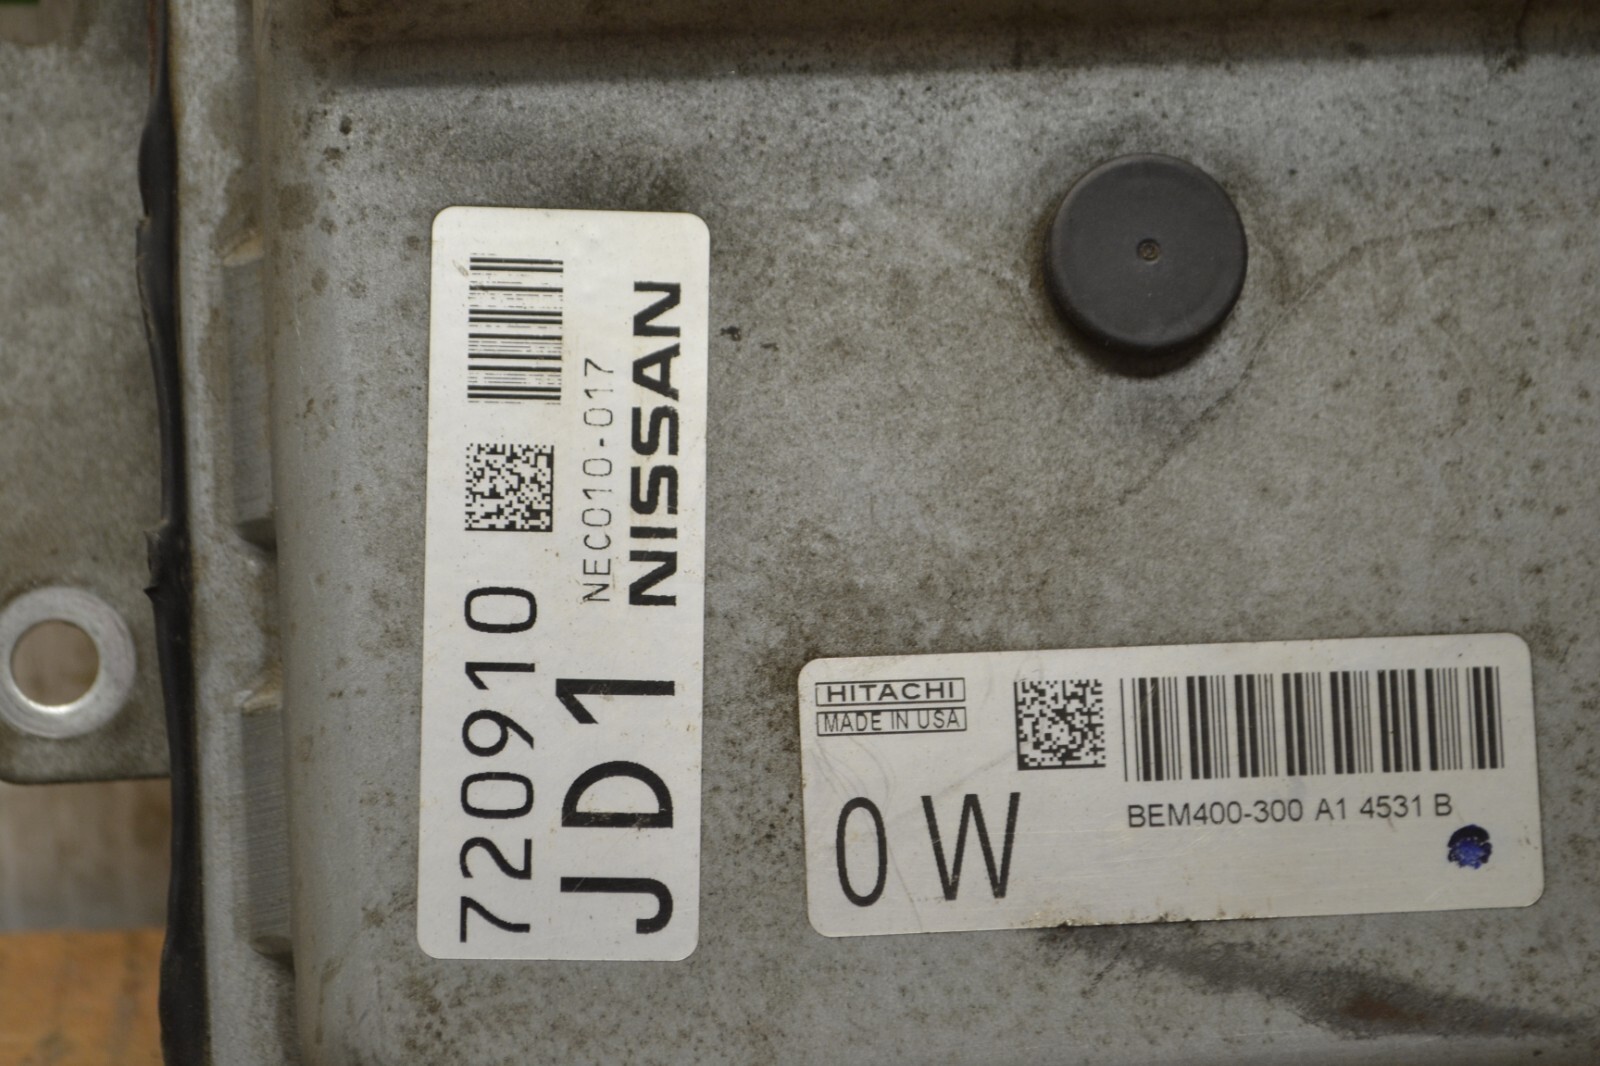 720910
JD1
NEC010-017
NISSAN
HITACHI
MADE IN USA
0 W
BEM400-300 A1 4531 B